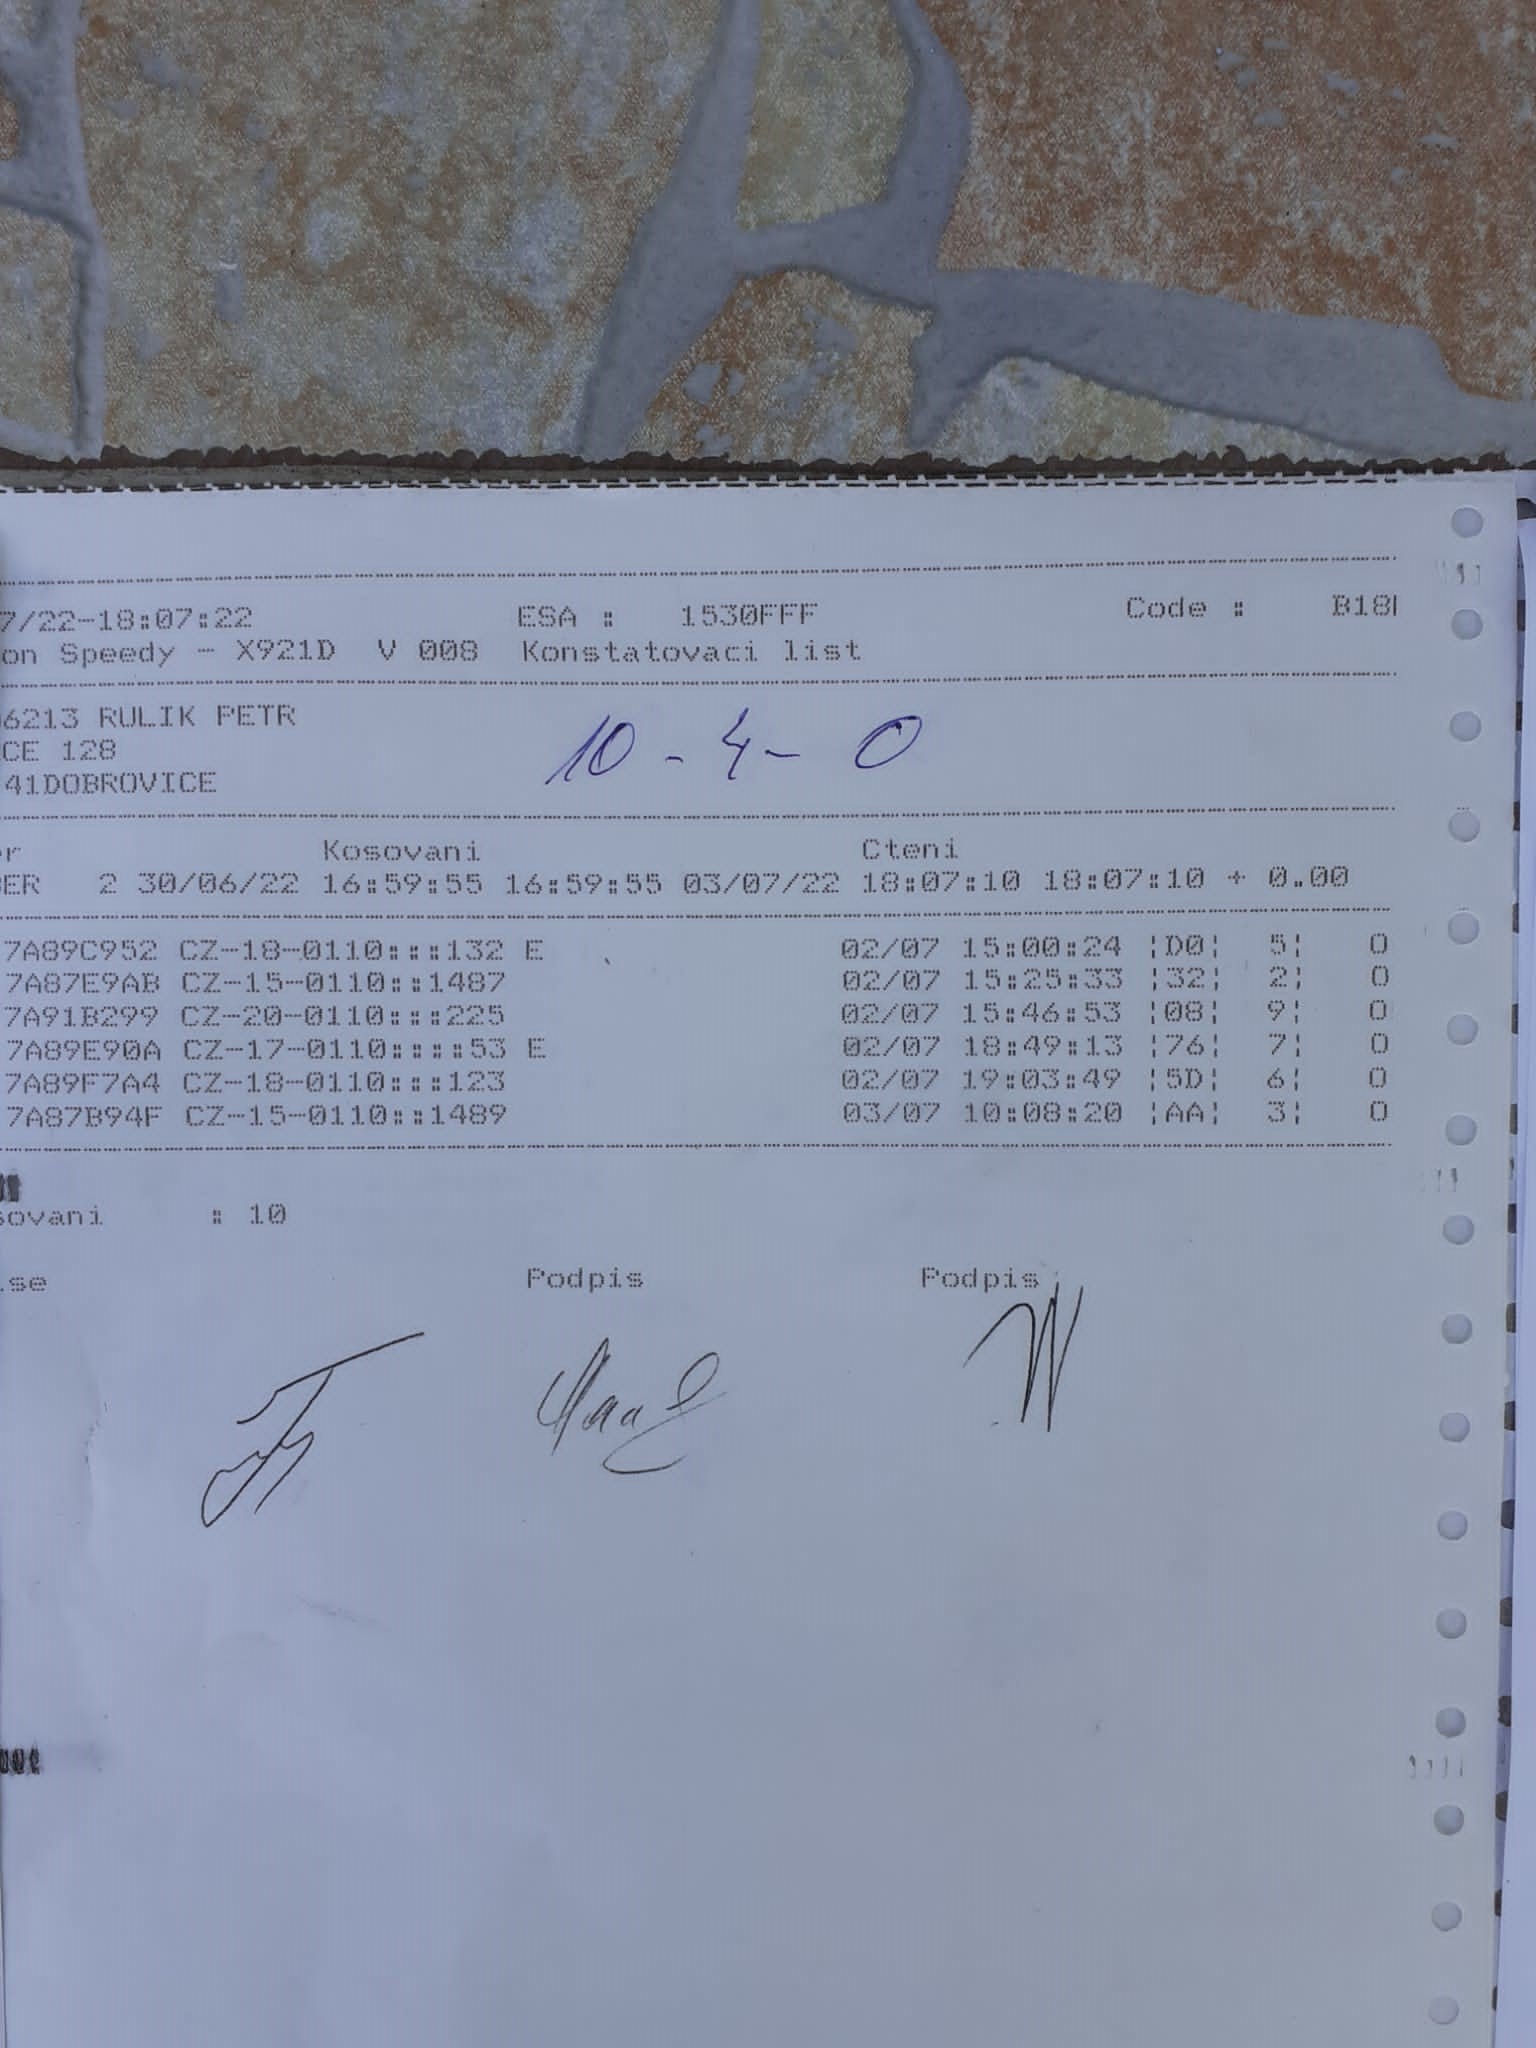 7/22-18:07:22 ESA : 1530FFF Code : B18
on Speedy - X921D V 008 Konstatovaci list
6213 RULIK PETR
CE 128
41DOBROVICE
10 - 4 - 0
r Kosovani Cteni
ER 2 30/06/22 16:59:55 16:59:55 03/07/22 18:07:10 18:07:10 + 0.00
7A89C952 CZ-18-0110:::132 E 02/07 15:00:24 ¦D0¦ 5¦ 0
7A87E9AB CZ-15-0110::1487 02/07 15:25:33 ¦32¦ 2¦ 0
7A91B299 CZ-20-0110:::225 02/07 15:46:53 ¦08¦ 9¦ 0
7A89E90A CZ-17-0110::::53 E 02/07 18:49:13 ¦76¦ 7¦ 0
7A89F7A4 CZ-18-0110:::123 02/07 19:03:49 ¦5D¦ 6¦ 0
7A87B94F CZ-15-0110::1489 03/07 10:08:20 ¦AA¦ 3¦ 0
sovani : 10
se Podpis Podpis